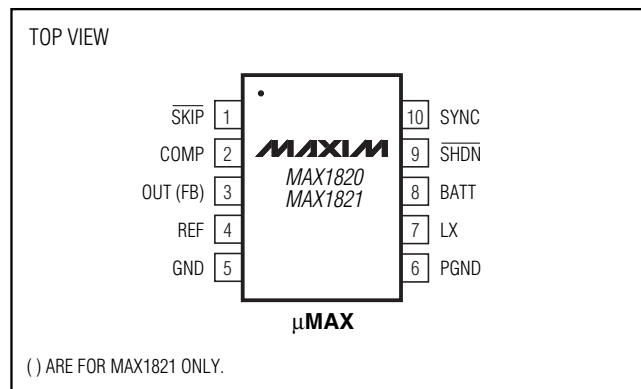 TOP VIEW
SKIP 1
COMP 2
OUT (FB) 3
REF 4
GND 5
MAXIM
MAX1820
MAX1821
10 SYNC
9 SHDN
8 BATT
7 LX
6 PGND
μMAX
( ) ARE FOR MAX1821 ONLY.